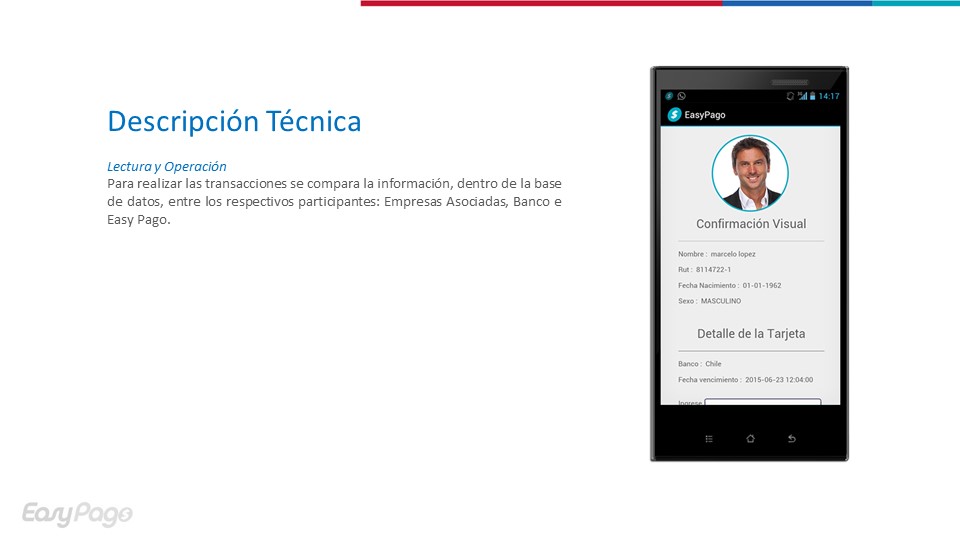 Descripción Técnica
Lectura y Operación
Para realizar las transacciones se compara la información, dentro de la base
de datos, entre los respectivos participantes: Empresas Asociadas, Banco e
Easy Pago.
14:17
EasyPago
Confirmación Visual
Nombre : marcelo lopez
Rut : 8114722-1
Fecha Nacimiento : 01-01-1962
Sexo : MASCULINO
Detalle de la Tarjeta
Banco : Chile
Fecha vencimiento : 2015-06-23 12:04:00
Ingrese
EasyPago